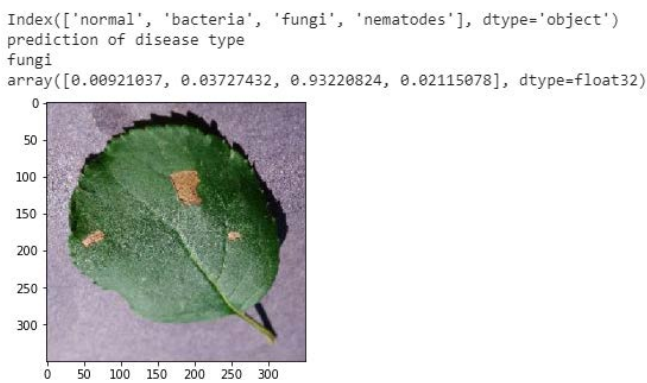 Index(['normal', 'bacteria', 'fungi', 'nematodes'], dtype='object')
prediction of disease type
fungi
array([0.00921037, 0.03727432, 0.93220824, 0.02115078], dtype=float32)
0
50
100
150
200
250
300
0 50 100 150 200 250 300